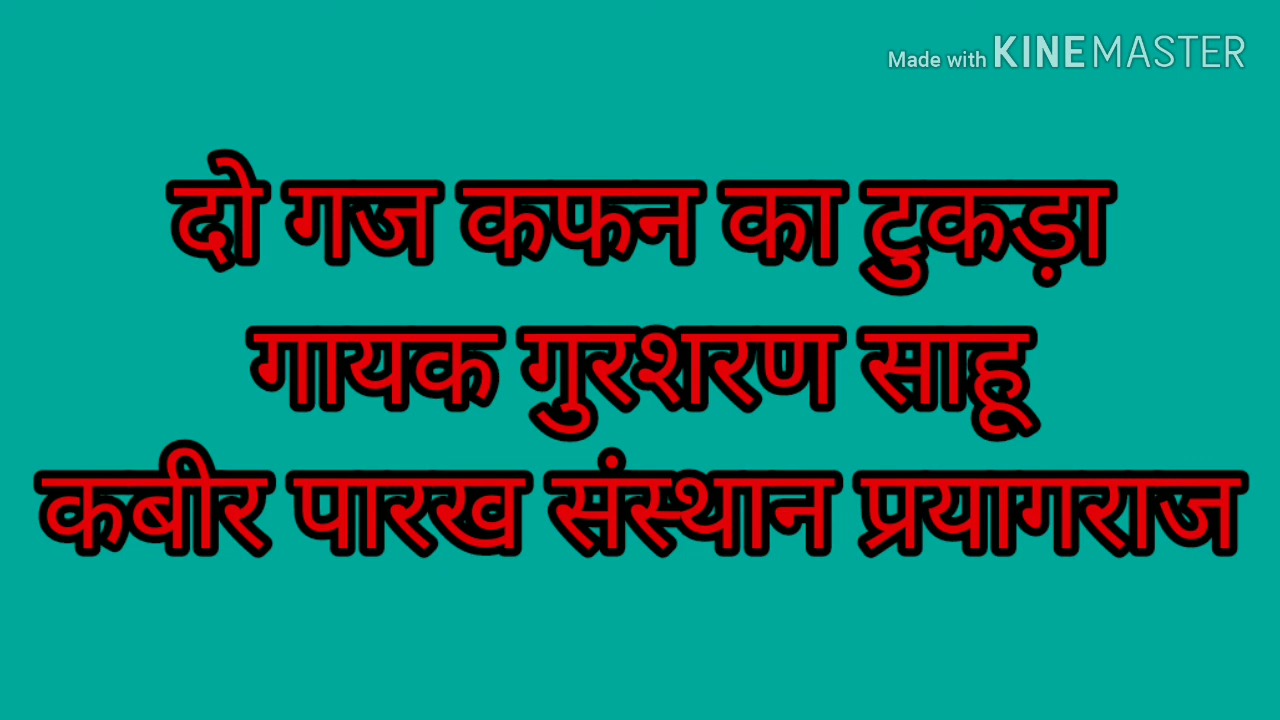 Made with KINEMASTER
दो गज कफन का टुकड़ा
गायक गुरशरण साहू
कबीर पारख संस्थान प्रयागराज